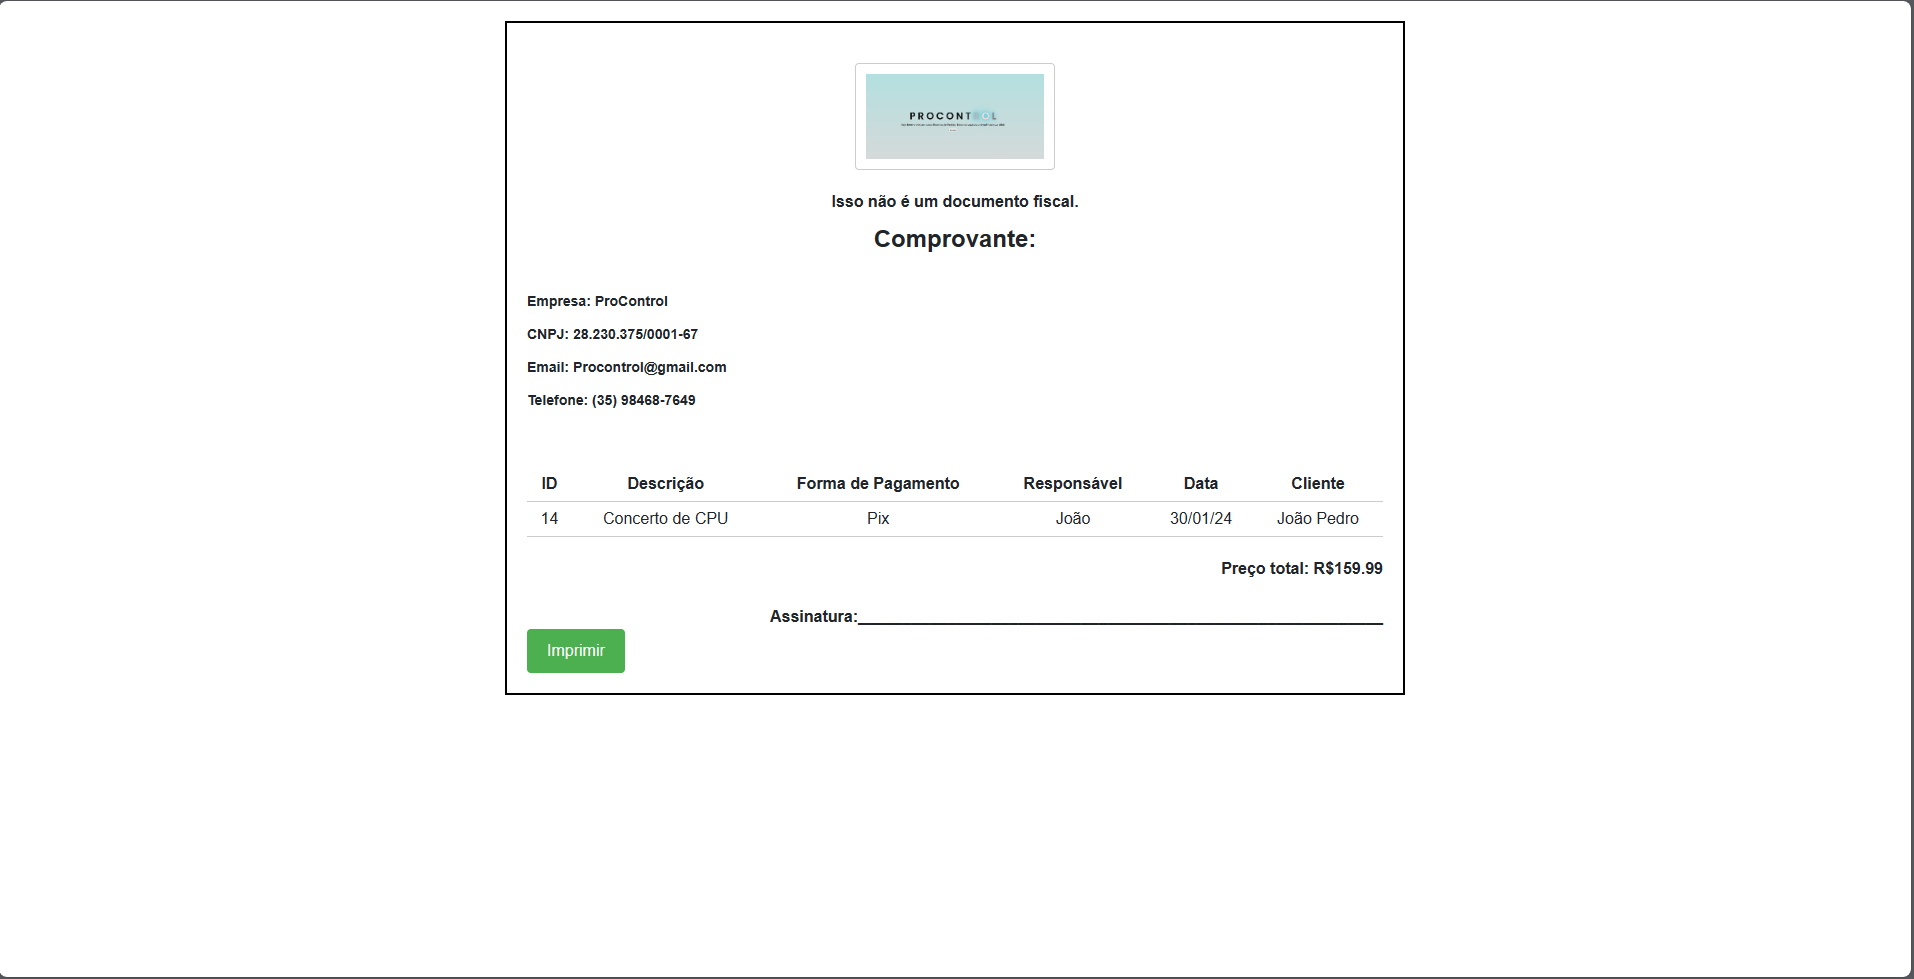 PROCONTROL
Isso não é um documento fiscal.
Comprovante:
Empresa: ProControl
CNPJ: 28.230.375/0001-67
Email: Procontrol@gmail.com
Telefone: (35) 98468-7649
ID Descrição Forma de Pagamento Responsável Data Cliente
14 Concerto de CPU Pix João 30/01/24 João Pedro
Preço total: R$159.99
Assinatura:
Imprimir